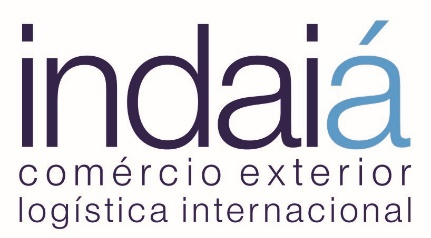 indaiá
comércio exterior
logística internacional